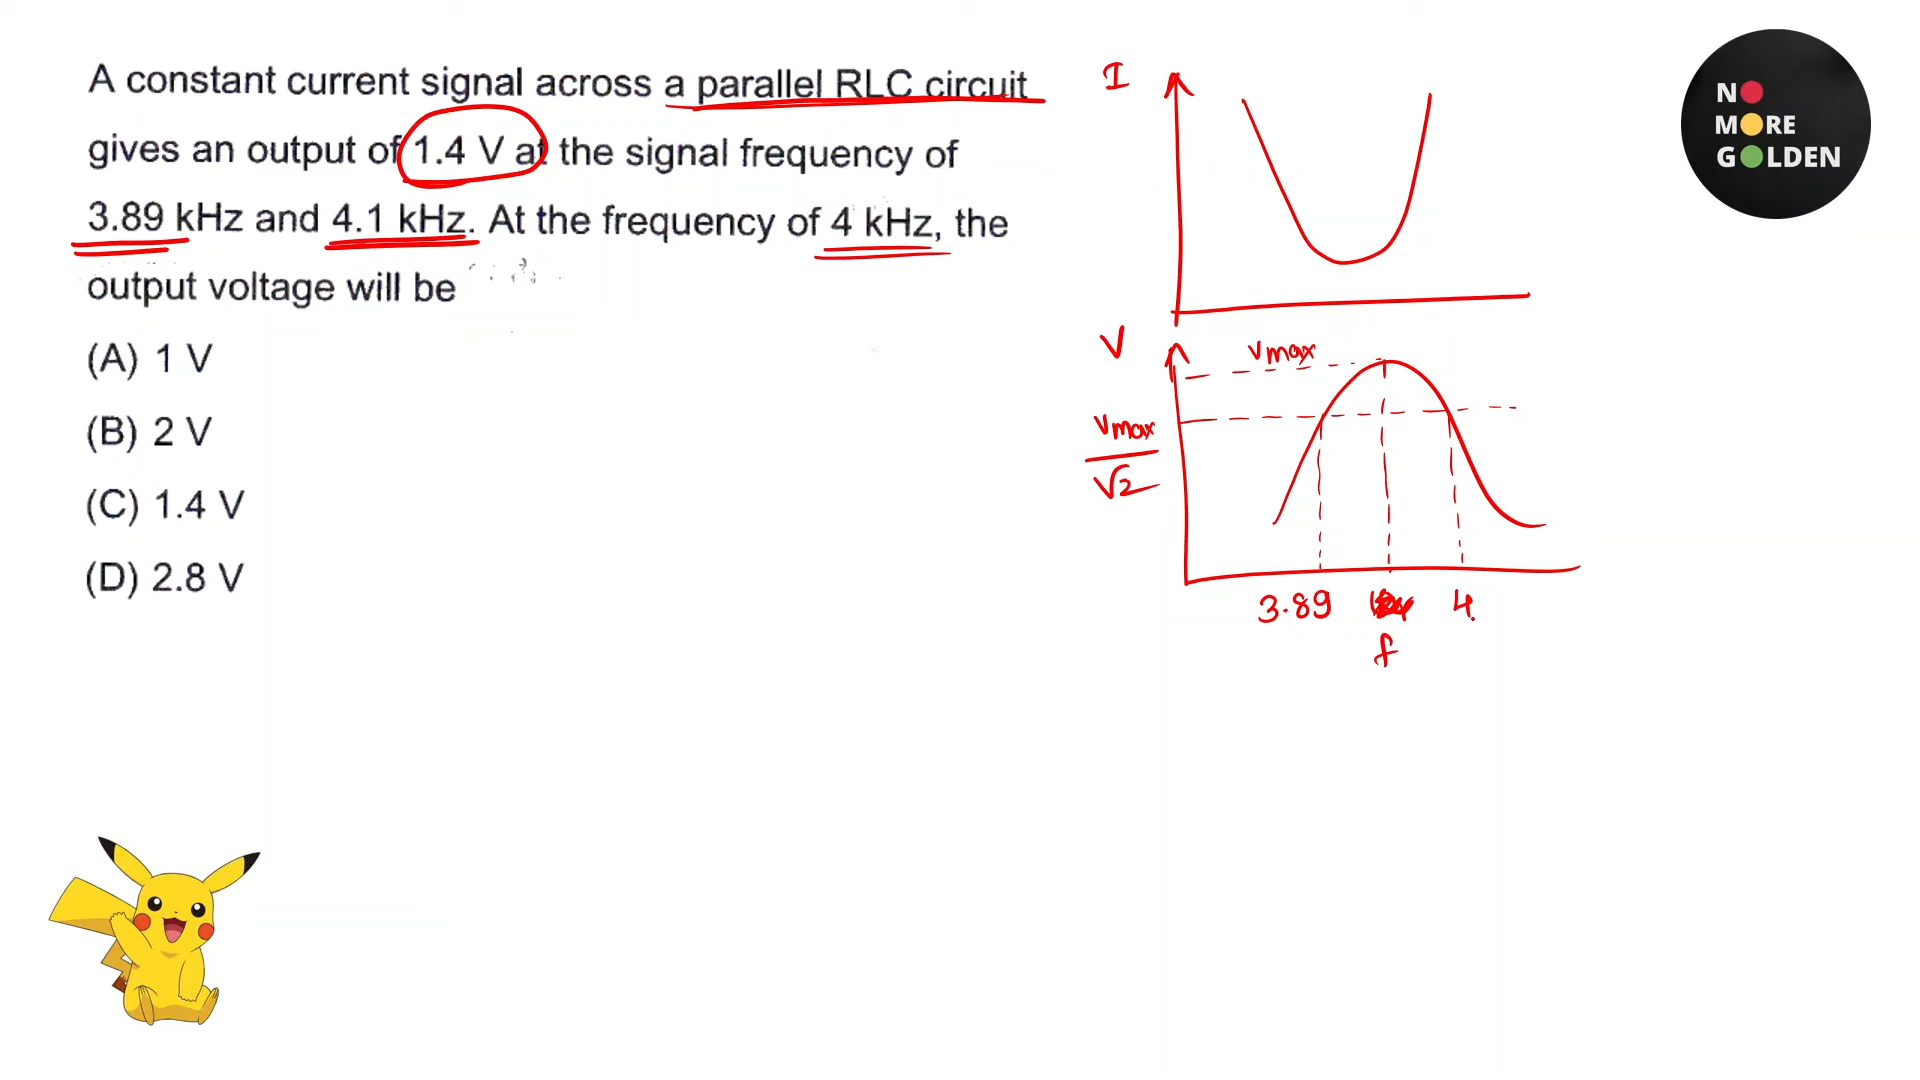 A constant current signal across a parallel RLC circuit
gives an output of 1.4 V at the signal frequency of
3.89 kHz and 4.1 kHz. At the frequency of 4 kHz, the
output voltage will be
(A) 1 V
(B) 2 V
(C) 1.4 V
(D) 2.8 V
I
V
Vmax
Vmax
√2
3.89
4.
f
NO
MORE
GOLDEN